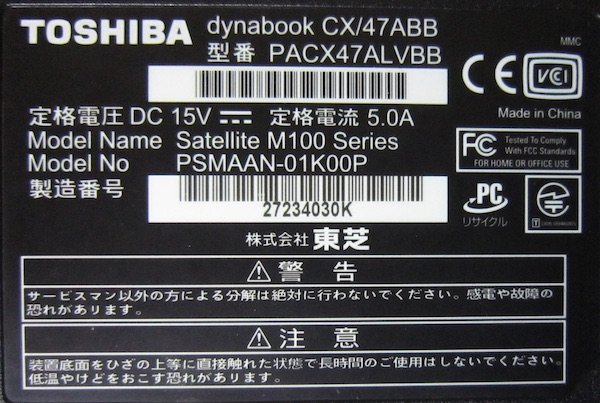 TOSHIBA dynabook CX/47ABB
型番 PACX47ALVBB
MMC
CE VCI
定格電圧 DC 15V 定格電流 5.0A
Made in China
Model Name Satellite M100 Series
Model No PSMAAN-01K00P
FC Tested To Comply
With FCC Standards
FOR HOME OR OFFICE USE
製造番号
27234030K
PC
リサイクル
T
株式会社 東芝
⚠警告
サービスマン以外の方による分解は絶対に行わないでください。感電や故障の
恐れがあります。
⚠注意
装置底面をひざの上等に直接触れた状態で長時間のご使用はしないでください。
低温やけどをおこす恐れがあります。